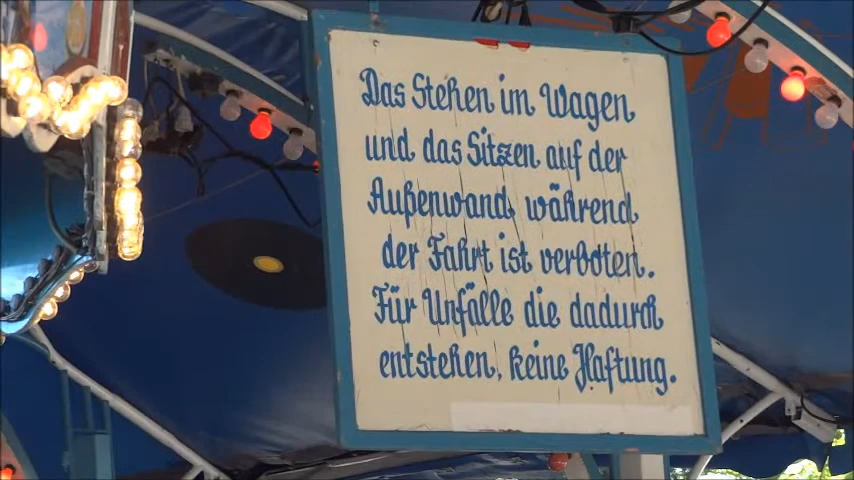 Das Stehen im Wagen,
und das Sitzen auf der
Außenwand, während
der Fahrt, ist verboten.
Für Unfälle, die dadurch
entstehen, keine Haftung.